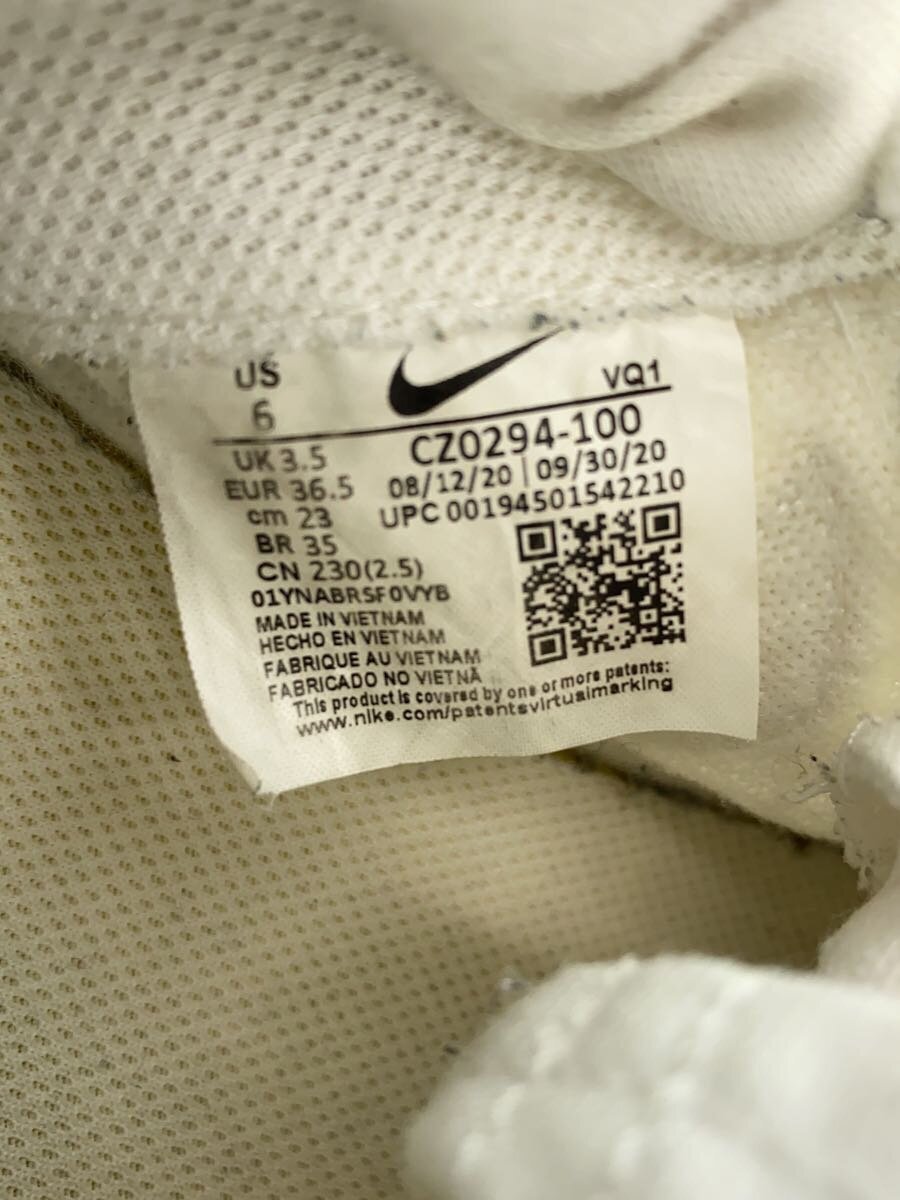 US
6
VQ1
UK 3.5
EUR 36.5
cm 23
BR 35
CN 230(2.5)
CZ0294-100
08/12/20 | 09/30/20
UPC 00194501542210
01YNABRSF0VYB
MADE IN VIETNAM
HECHO EN VIETNAM
FABRIQUE AU VIETNAM
FABRICADO NO VIETNÃ
This product is covered by one or more patents:
www.nike.com/patentsvirtualmarking